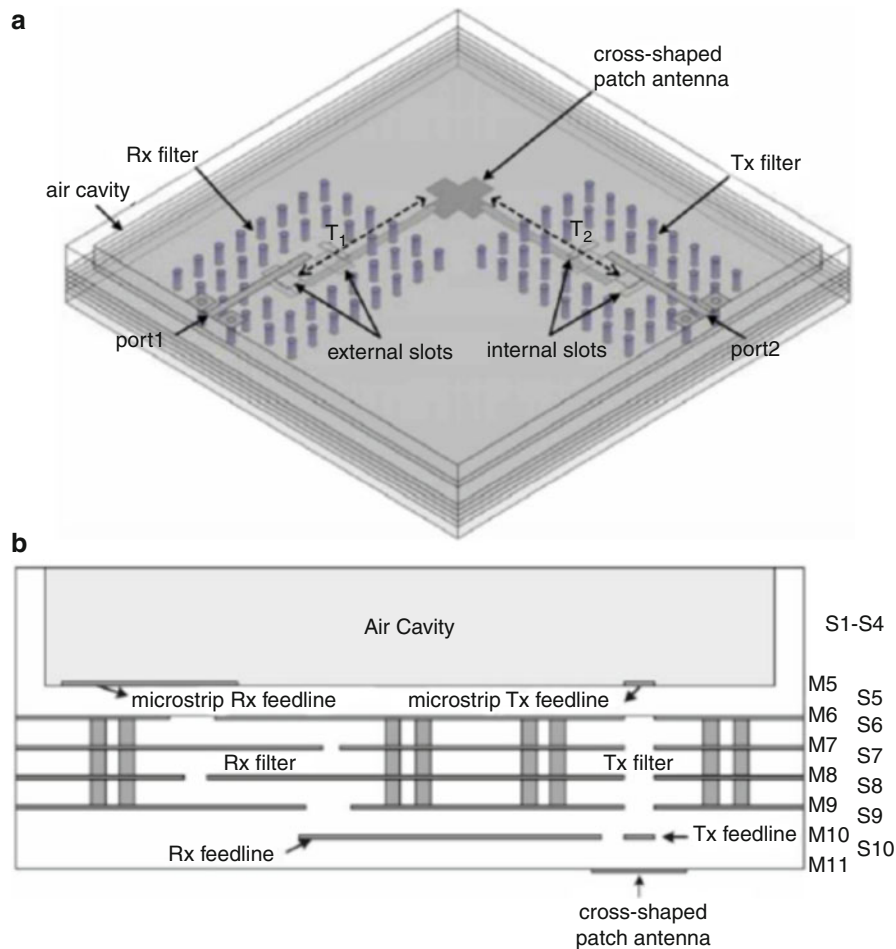 a
cross-shaped
patch antenna
Rx filter
Tx filter
air cavity
T1
T2
port1
external slots
internal slots
port2
b
Air Cavity
S1-S4
M5
microstrip Rx feedline
microstrip Tx feedline
S5
M6
S6
M7
Rx filter
Tx filter
S7
M8
S8
M9
S9
M10
Rx feedline
Tx feedline
S10
M11
cross-shaped
patch antenna